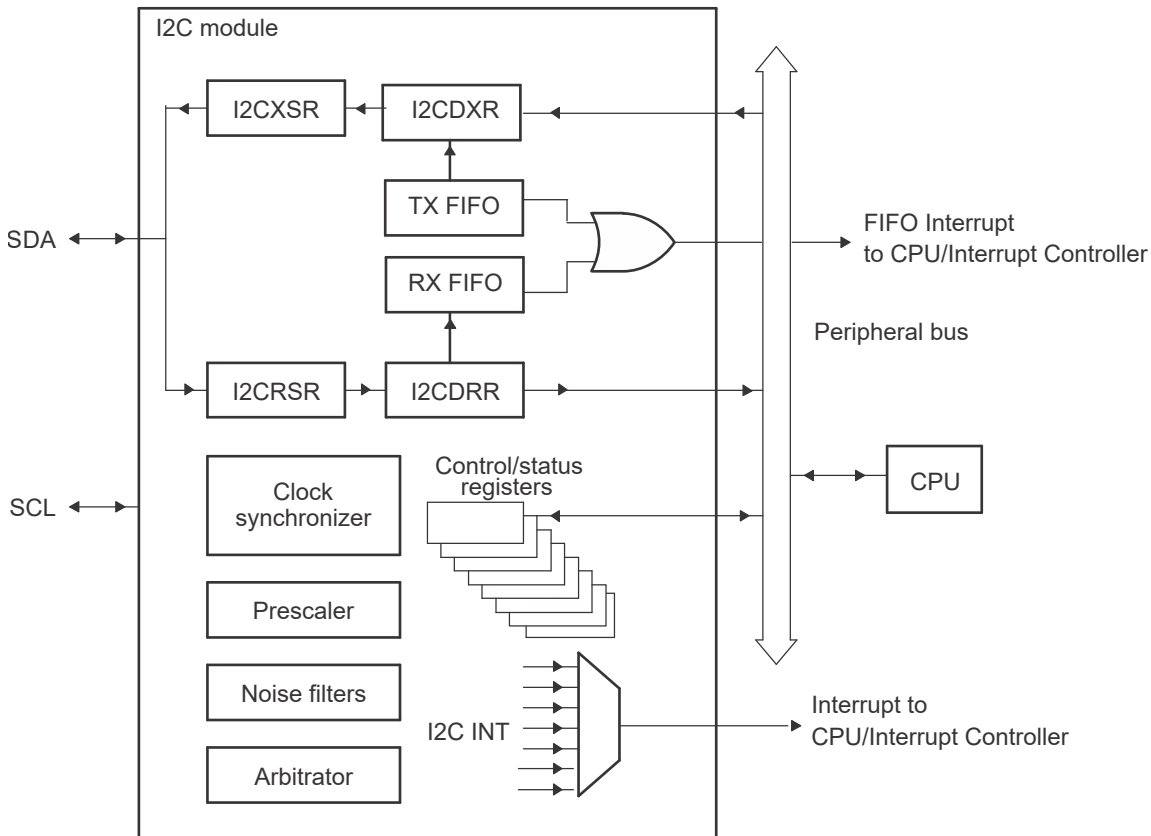 I2C module
I2CXSR
I2CDXR
TX FIFO
SDA
FIFO Interrupt
to CPU/Interrupt Controller
RX FIFO
Peripheral bus
I2CRSR
I2CDRR
Control/status
registers
CPU
SCL
Clock
synchronizer
Prescaler
Noise filters
I2C INT
Interrupt to
CPU/Interrupt Controller
Arbitrator